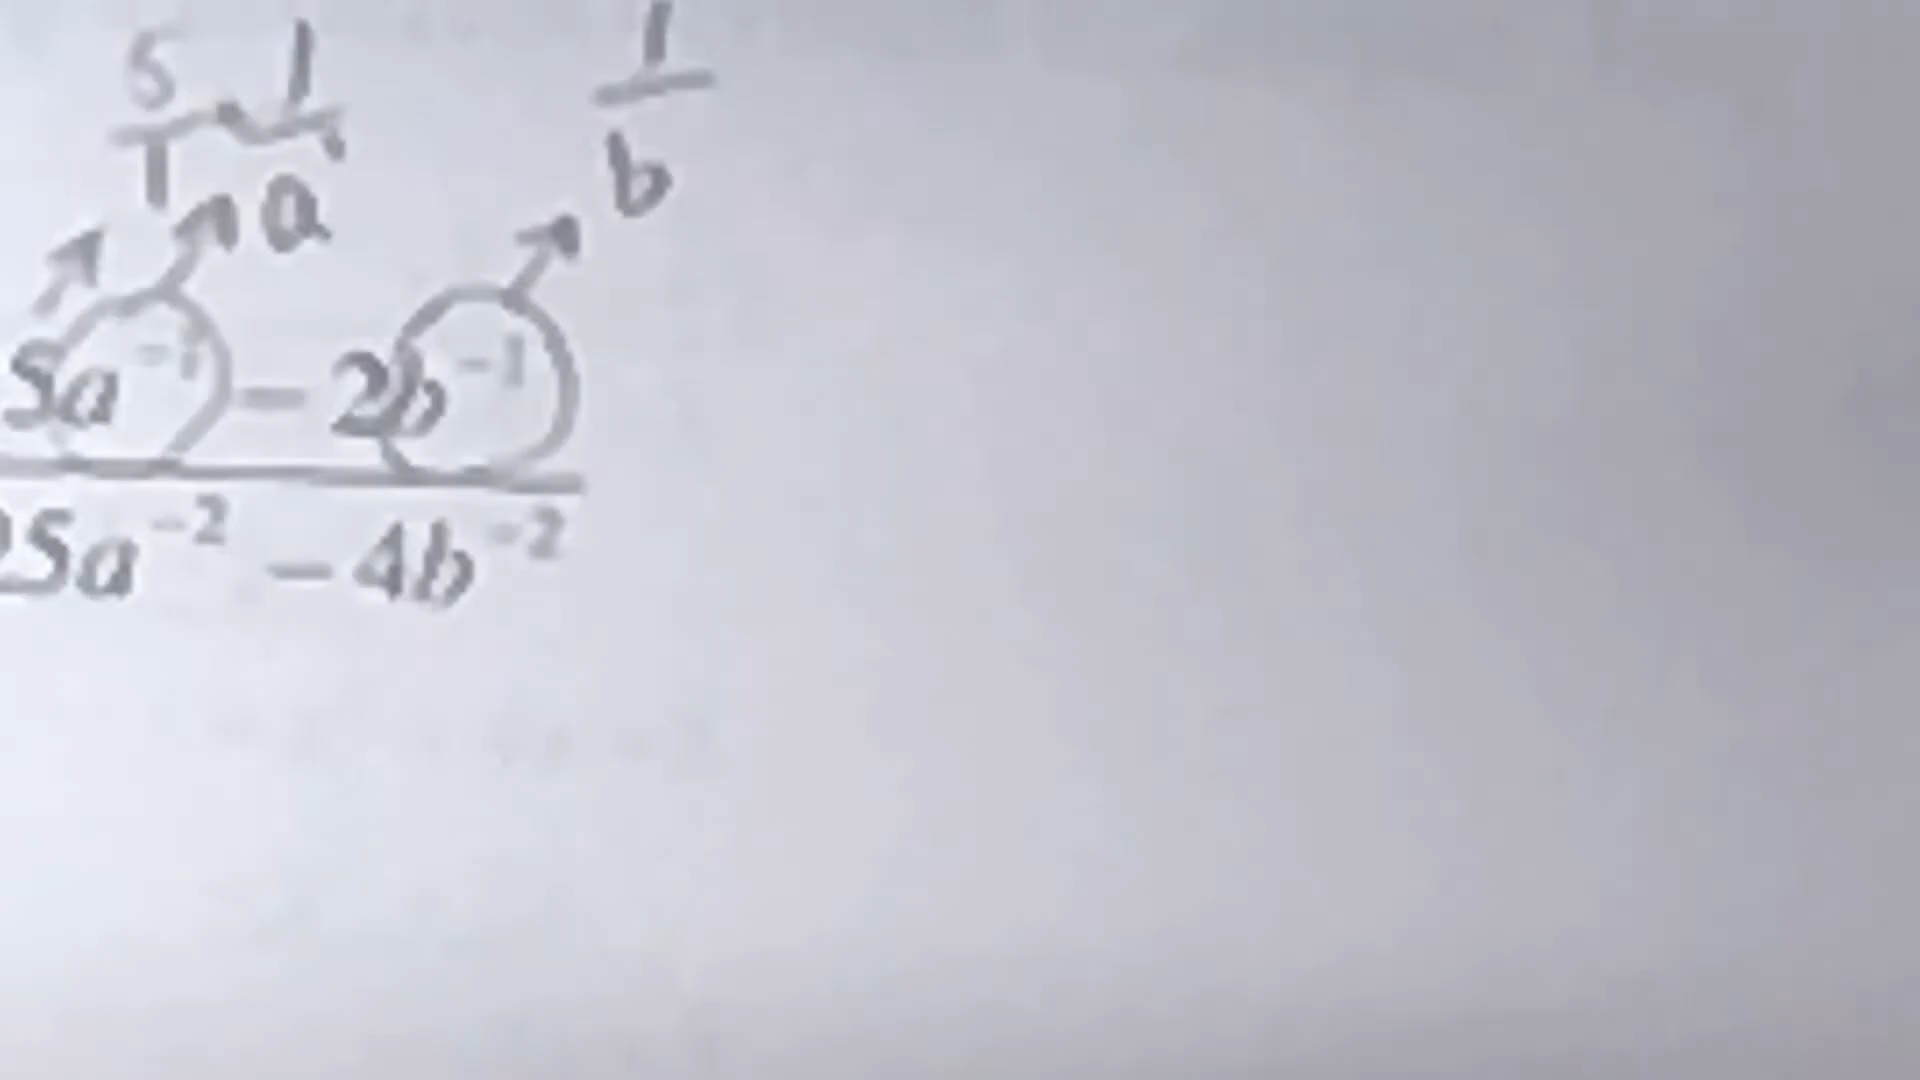 5/1 · 1/a 1/b
5a⁻¹ − 2b⁻¹
25a⁻² − 4b⁻²